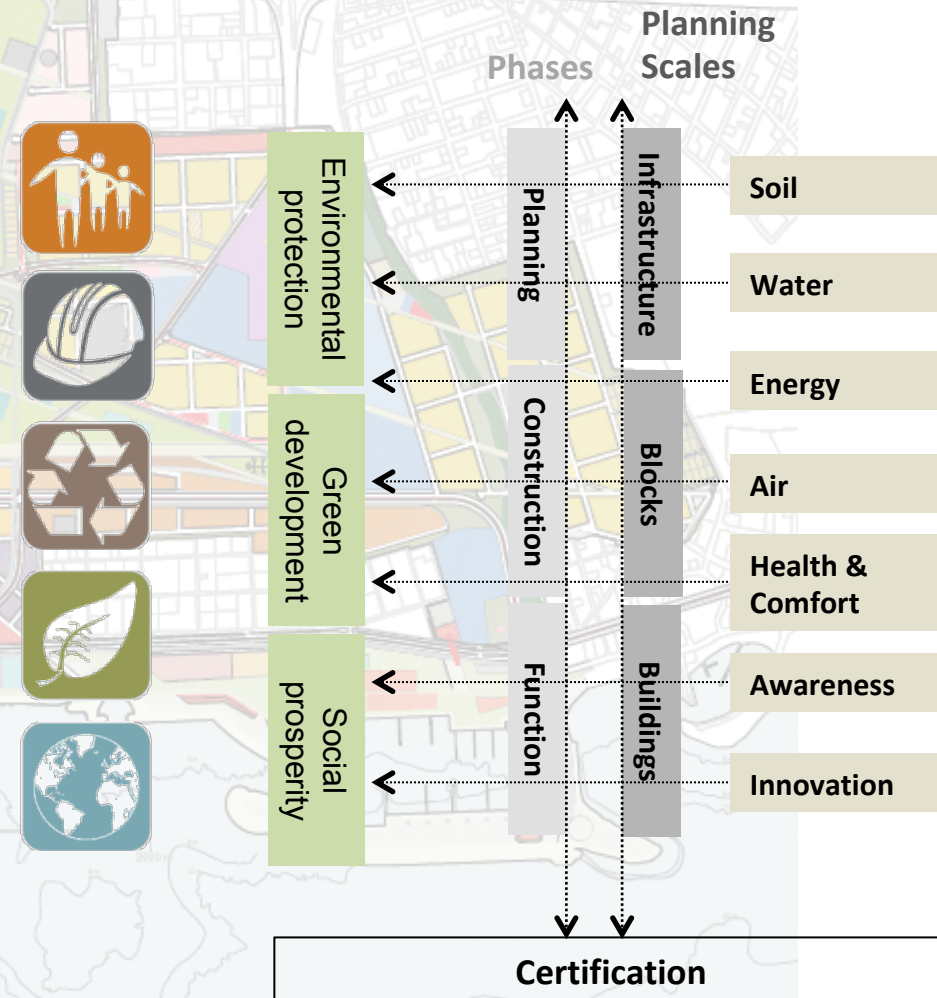 Planning
Scales
Phases
Environmental
protection
Green
development
Social
prosperity
Planning
Construction
Function
Infrastructure
Blocks
Buildings
Soil
Water
Energy
Air
Health &
Comfort
Awareness
Innovation
Certification